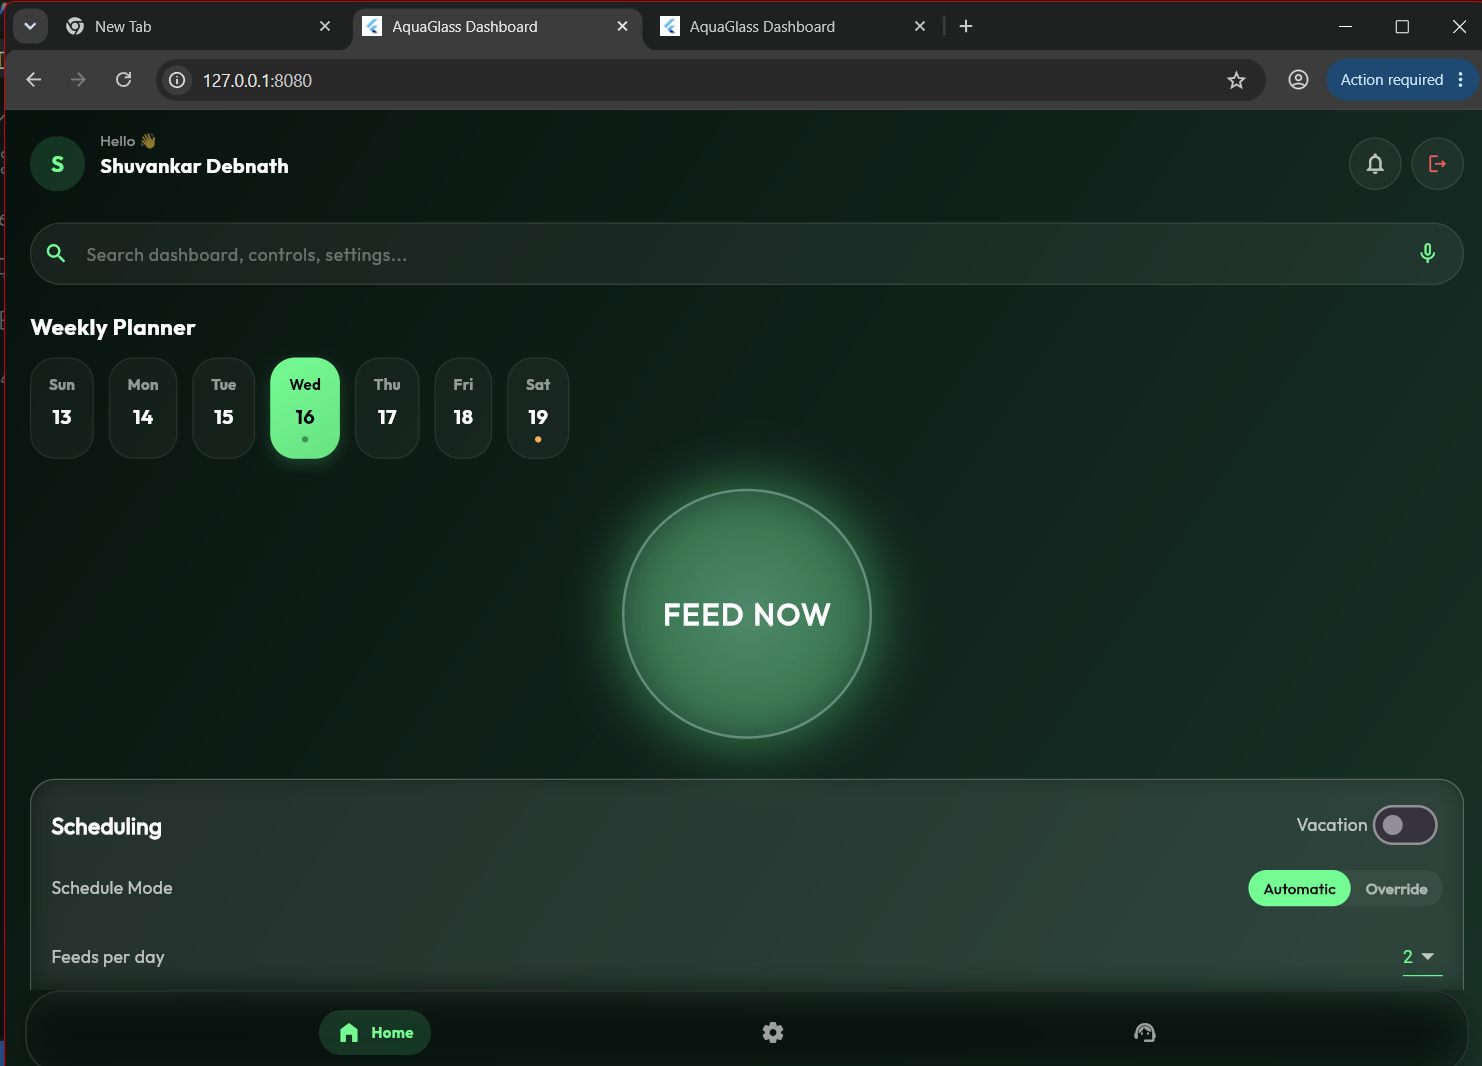 New Tab
AquaGlass Dashboard
AquaGlass Dashboard
127.0.0.1:8080
Action required
S
Hello 👋
Shuvankar Debnath
Search dashboard, controls, settings...
Weekly Planner
Sun Mon Tue Wed Thu Fri Sat
13 14 15 16 17 18 19
FEED NOW
Scheduling
Vacation
Schedule Mode
Automatic Override
Feeds per day
2
Home